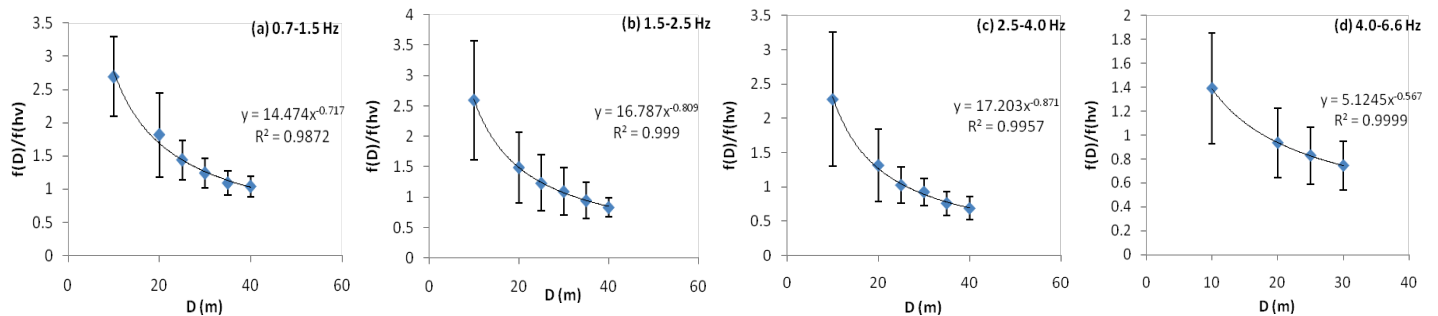 (a) 0.7-1.5 Hz
3.5
3
2.5
2
1.5
1
0.5
0
f(D)/f(hv)
y = 14.474x^-0.717
R² = 0.9872
0 20 40 60
D (m)
(b) 1.5-2.5 Hz
4
3.5
3
2.5
2
1.5
1
0.5
0
f(D)/f(hv)
y = 16.787x^-0.809
R² = 0.999
0 20 40 60
D (m)
(c) 2.5-4.0 Hz
3.5
3
2.5
2
1.5
1
0.5
0
f(D)/f(hv)
y = 17.203x^-0.871
R² = 0.9957
0 20 40 60
D (m)
(d) 4.0-6.6 Hz
2
1.8
1.6
1.4
1.2
1
0.8
0.6
0.4
0.2
0
f(D)/f(hv)
y = 5.1245x^-0.567
R² = 0.9999
0 10 20 30 40
D (m)